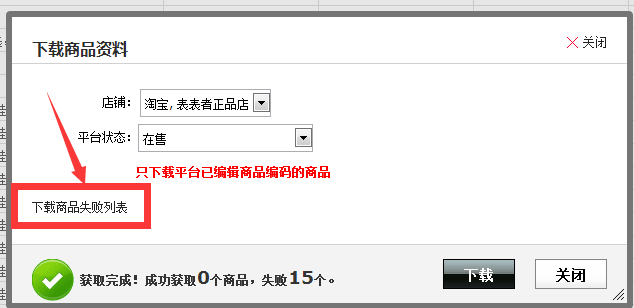 下载商品资料
关闭
店铺: 淘宝,表表者正品店
平台状态: 在售
只下载平台已编辑商品编码的商品
下载商品失败列表
获取完成!成功获取0个商品,失败15个。
下载 关闭